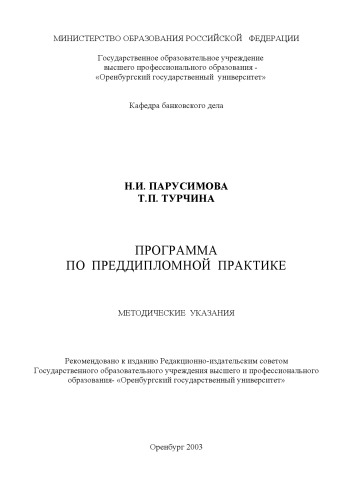 МИНИСТЕРСТВО ОБРАЗОВАНИЯ РОССИЙСКОЙ ФЕДЕРАЦИИ
Государственное образовательное учреждение
высшего профессионального образования -
«Оренбургский государственный университет»
Кафедра банковского дела
Н.И. ПАРУСИМОВА
Т.П. ТУРЧИНА
ПРОГРАММА
ПО ПРЕДДИПЛОМНОЙ ПРАКТИКЕ
МЕТОДИЧЕСКИЕ УКАЗАНИЯ
Рекомендовано к изданию Редакционно-издательским советом
Государственного образовательного учреждения высшего и профессионального
образования- «Оренбургский государственный университет»
Оренбург 2003